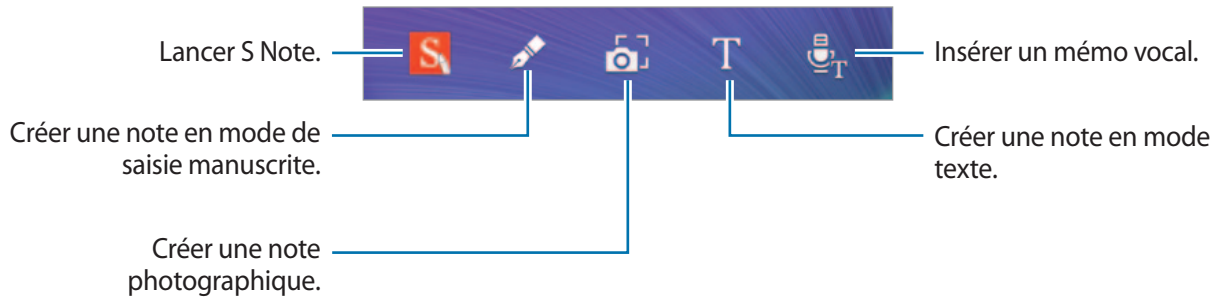 Lancer S Note.
Insérer un mémo vocal.
Créer une note en mode de
saisie manuscrite.
Créer une note en mode
texte.
Créer une note
photographique.